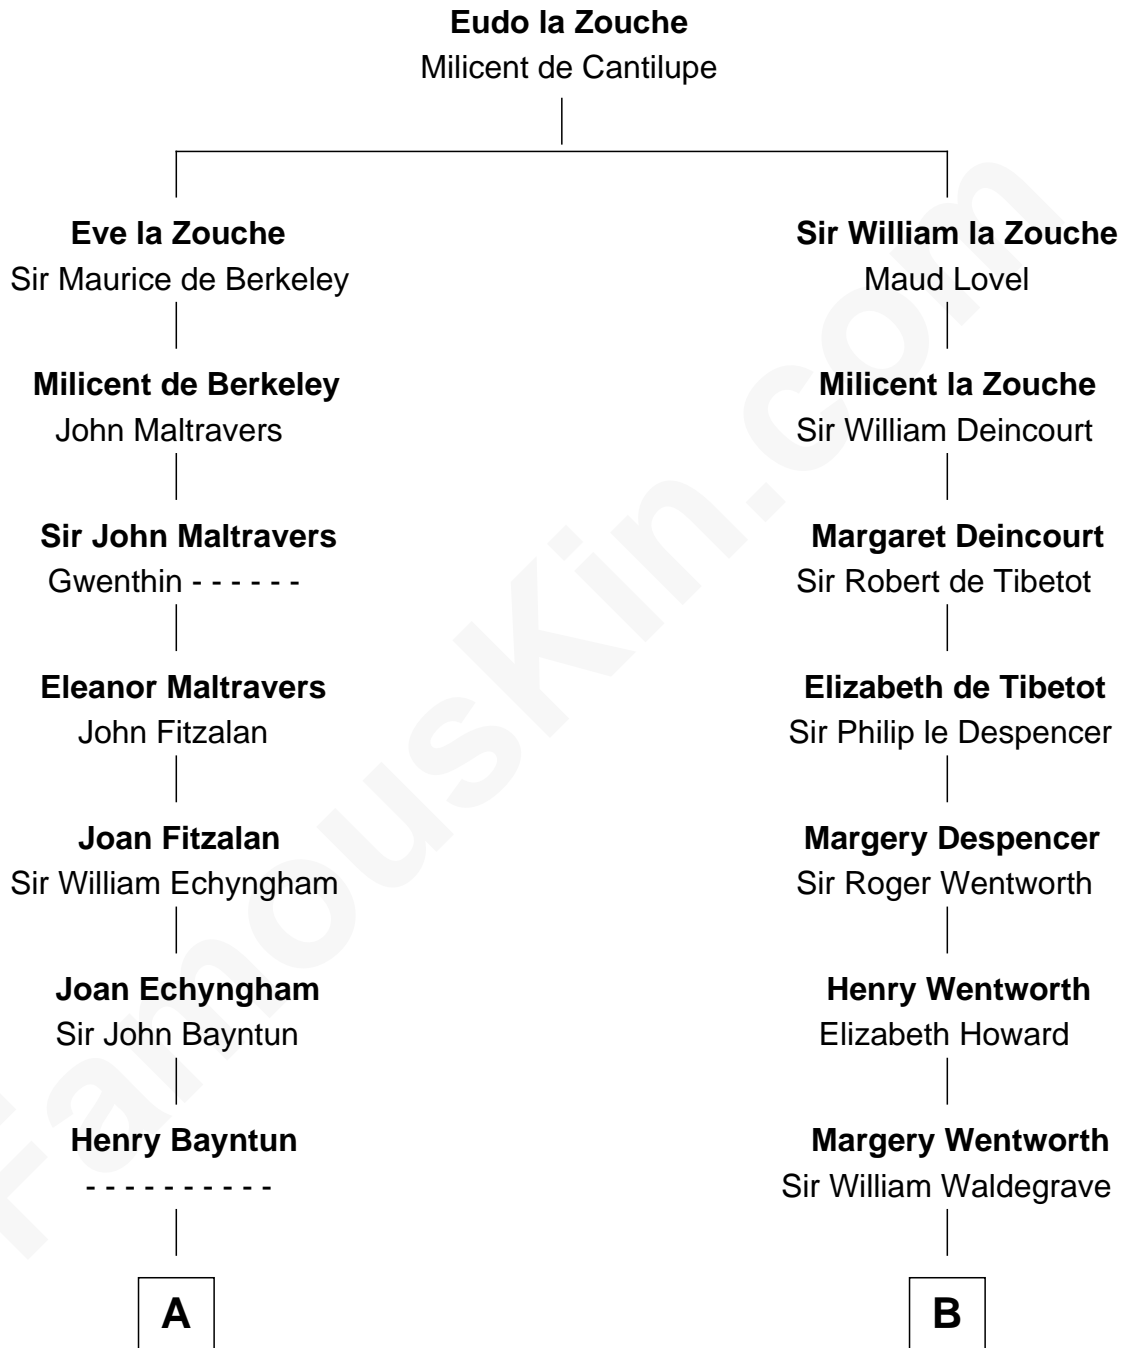 Eudo la Zouche
Milicent de Cantilupe
Eve la Zouche
Sir Maurice de Berkeley
Sir William la Zouche
Maud Lovel
Milicent de Berkeley
John Maltravers
Milicent la Zouche
Sir William Deincourt
Sir John Maltravers
Gwenthin - - - - - -
Margaret Deincourt
Sir Robert de Tibetot
Eleanor Maltravers
John Fitzalan
Elizabeth de Tibetot
Sir Philip le Despencer
Joan Fitzalan
Sir William Echyngham
Margery Despencer
Sir Roger Wentworth
Joan Echyngham
Sir John Bayntun
Henry Wentworth
Elizabeth Howard
Henry Bayntun
- - - - - - - - - -
Margery Wentworth
Sir William Waldegrave
A
B
FamousKin.com